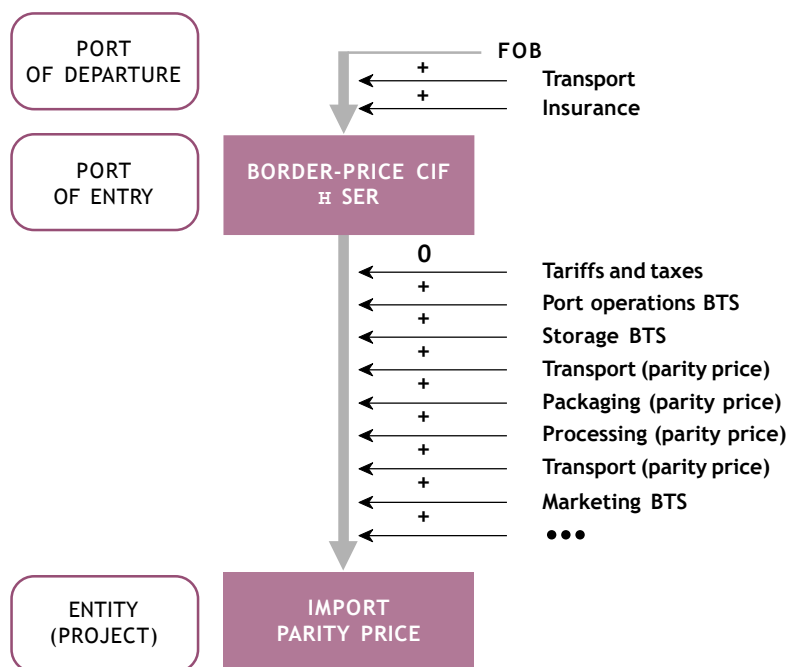 PORT
OF DEPARTURE
FOB
+
Transport
+
Insurance
PORT
OF ENTRY
BORDER-PRICE CIF
H SER
0
Tariffs and taxes
+
Port operations BTS
+
Storage BTS
+
Transport (parity price)
+
Packaging (parity price)
+
Processing (parity price)
+
Transport (parity price)
+
Marketing BTS
+
•••
ENTITY
(PROJECT)
IMPORT
PARITY PRICE